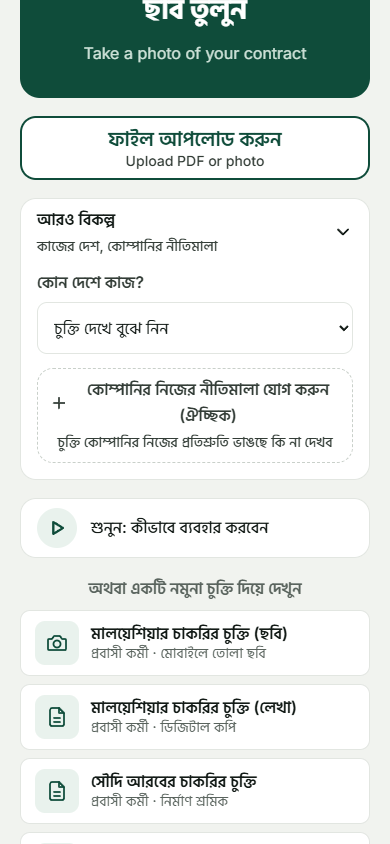 ছবি তুলুন
Take a photo of your contract
ফাইল আপলোড করুন
Upload PDF or photo
আরও বিকল্প
কাজের দেশ, কোম্পানির নীতিমালা
কোন দেশে কাজ?
চুক্তি দেখে বুঝে নিন
কোম্পানির নিজের নীতিমালা যোগ করুন
(ঐচ্ছিক)
চুক্তি কোম্পানির নিজের প্রতিশ্রুতি ভাঙছে কি না দেখব
শুনুন: কীভাবে ব্যবহার করবেন
অথবা একটি নমুনা চুক্তি দিয়ে দেখুন
মালয়েশিয়ার চাকরির চুক্তি (ছবি)
প্রবাসী কর্মী · মোবাইলে তোলা ছবি
মালয়েশিয়ার চাকরির চুক্তি (লেখা)
প্রবাসী কর্মী · ডিজিটাল কপি
সৌদি আরবের চাকরির চুক্তি
প্রবাসী কর্মী · নির্মাণ শ্রমিক